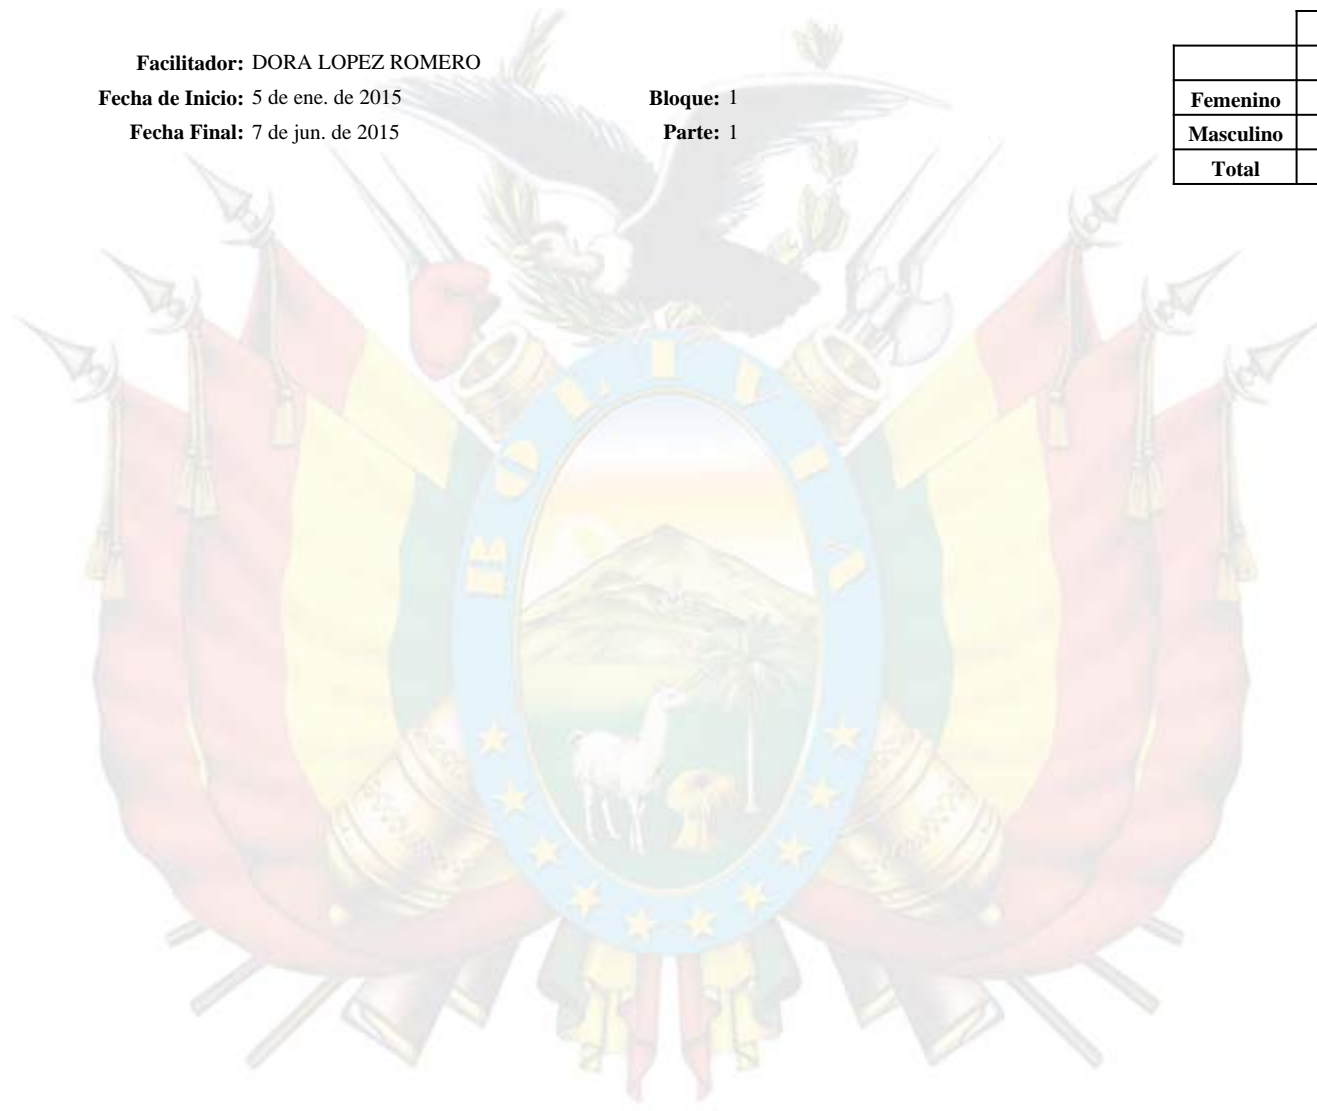 Facilitador: DORA LOPEZ ROMERO
Fecha de Inicio: 5 de ene. de 2015 Bloque: 1
Fecha Final: 7 de jun. de 2015 Parte: 1
Femenino
Masculino
Total
BOLIVIA